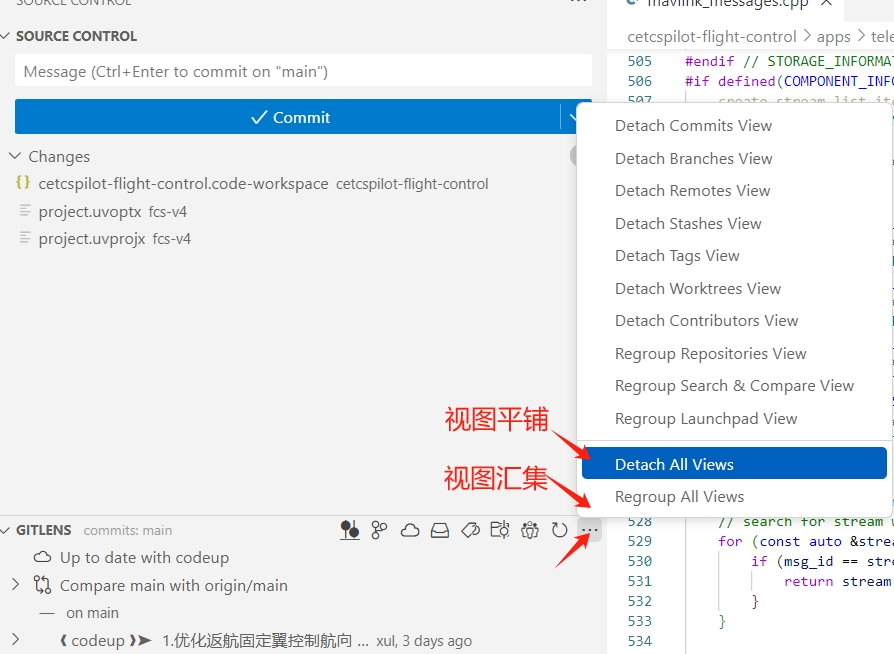 SOURCE CONTROL
mavlink_messages.cpp
SOURCE CONTROL
cetcspilot-flight-control > apps > tele
Message (Ctrl+Enter to commit on "main")
505 #endif // STORAGE_INFORMA
506 #if defined(COMPONENT_INFO
507 create_stream_list_ite
Commit
Changes
{} cetcspilot-flight-control.code-workspace cetcspilot-flight-control
project.uvoptx fcs-v4
project.uvprojx fcs-v4
Detach Commits View
Detach Branches View
Detach Remotes View
Detach Stashes View
Detach Tags View
Detach Worktrees View
Detach Contributors View
Regroup Repositories View
Regroup Search & Compare View
Regroup Launchpad View
视图平铺
Detach All Views
视图汇集
Regroup All Views
GITLENS commits: main
Up to date with codeup
Compare main with origin/main
— on main
codeup 1.优化返航固定翼控制航向 ... xul, 3 days ago
528 // search for stream
529 for (const auto &strea
530 if (msg_id == stre
531 return stream
532 }
533 }
534